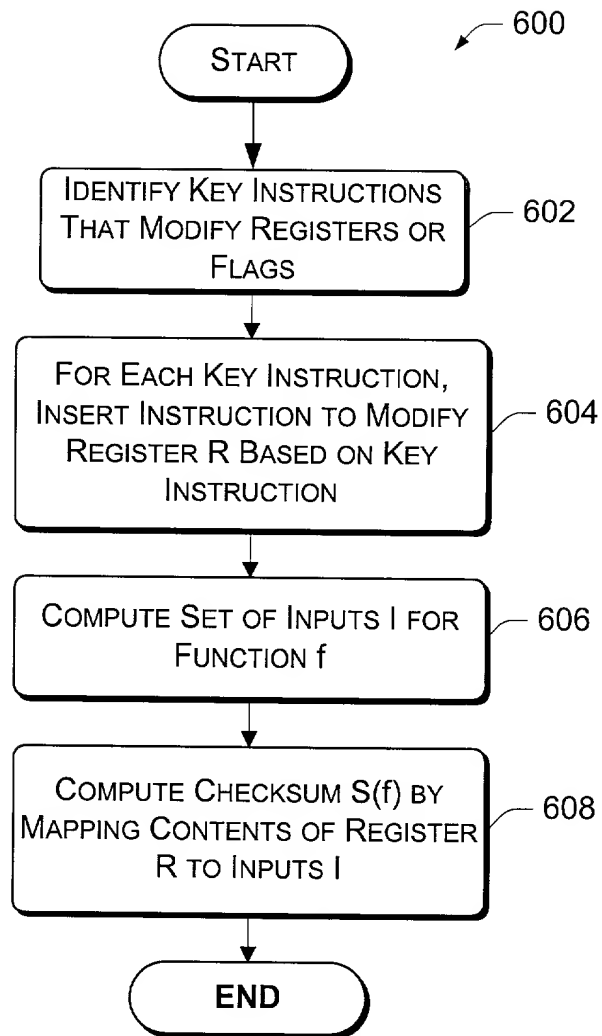 600
START
IDENTIFY KEY INSTRUCTIONS
THAT MODIFY REGISTERS OR
FLAGS
602
FOR EACH KEY INSTRUCTION,
INSERT INSTRUCTION TO MODIFY
REGISTER R BASED ON KEY
INSTRUCTION
604
COMPUTE SET OF INPUTS I FOR
FUNCTION f
606
COMPUTE CHECKSUM S(f) BY
MAPPING CONTENTS OF REGISTER
R TO INPUTS I
608
END